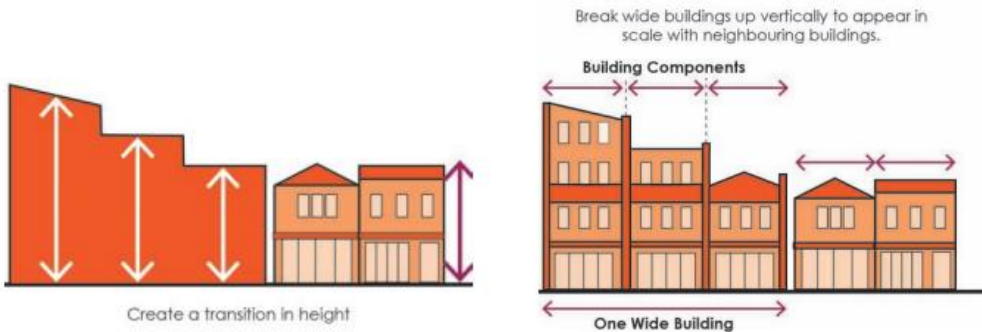 Create a transition in height
Break wide buildings up vertically to appear in
scale with neighbouring buildings.
Building Components
One Wide Building